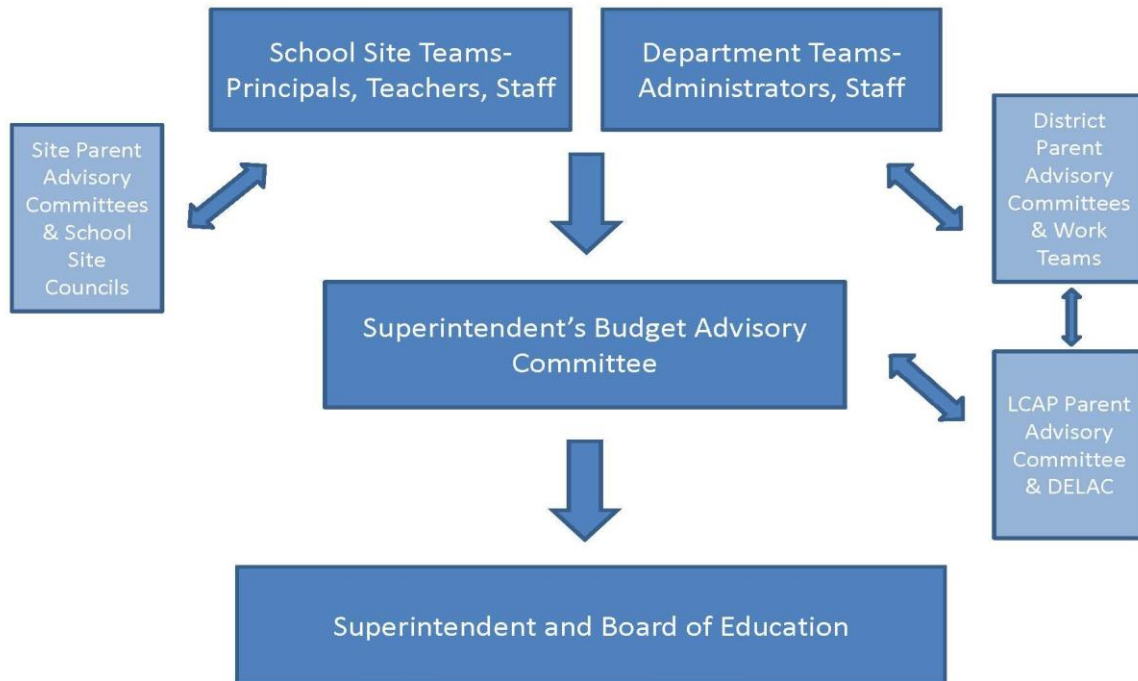 School Site Teams-
Principals, Teachers, Staff
Department Teams-
Administrators, Staff
Site Parent
Advisory
Committees
& School
Site
Councils
District
Parent
Advisory
Committees
& Work
Teams
Superintendent’s Budget Advisory
Committee
LCAP Parent
Advisory
Committee
& DELAC
Superintendent and Board of Education